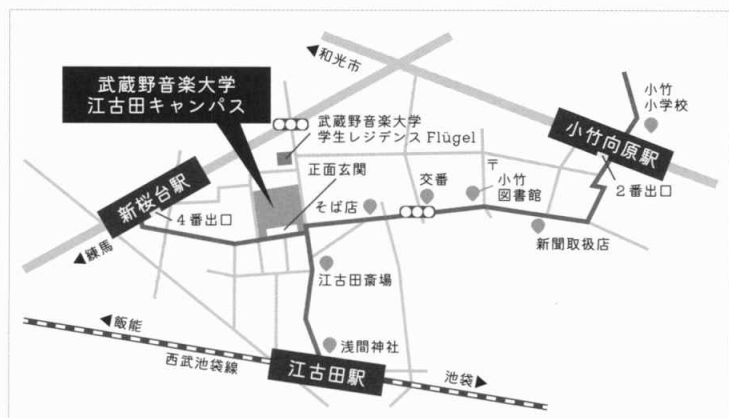 ◀和光市
武蔵野音楽大学
江古田キャンパス
小竹
小学校
武蔵野音楽大学
学生レジデンス Flügel
小竹向原駅
正面玄関
〒
交番
小竹
図書館
2番出口
新桜台駅
4番出口
そば店
新聞取扱店
◀練馬
江古田斎場
◀飯能
浅間神社
西武池袋線
江古田駅
池袋▶